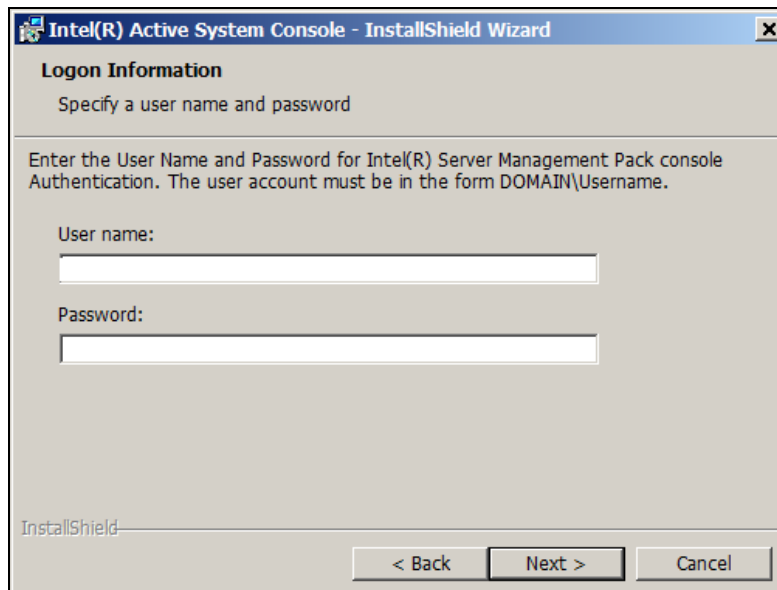 Intel(R) Active System Console - InstallShield Wizard
Logon Information
Specify a user name and password
Enter the User Name and Password for Intel(R) Server Management Pack console
Authentication. The user account must be in the form DOMAIN\Username.
User name:
Password:
InstallShield
< Back Next > Cancel